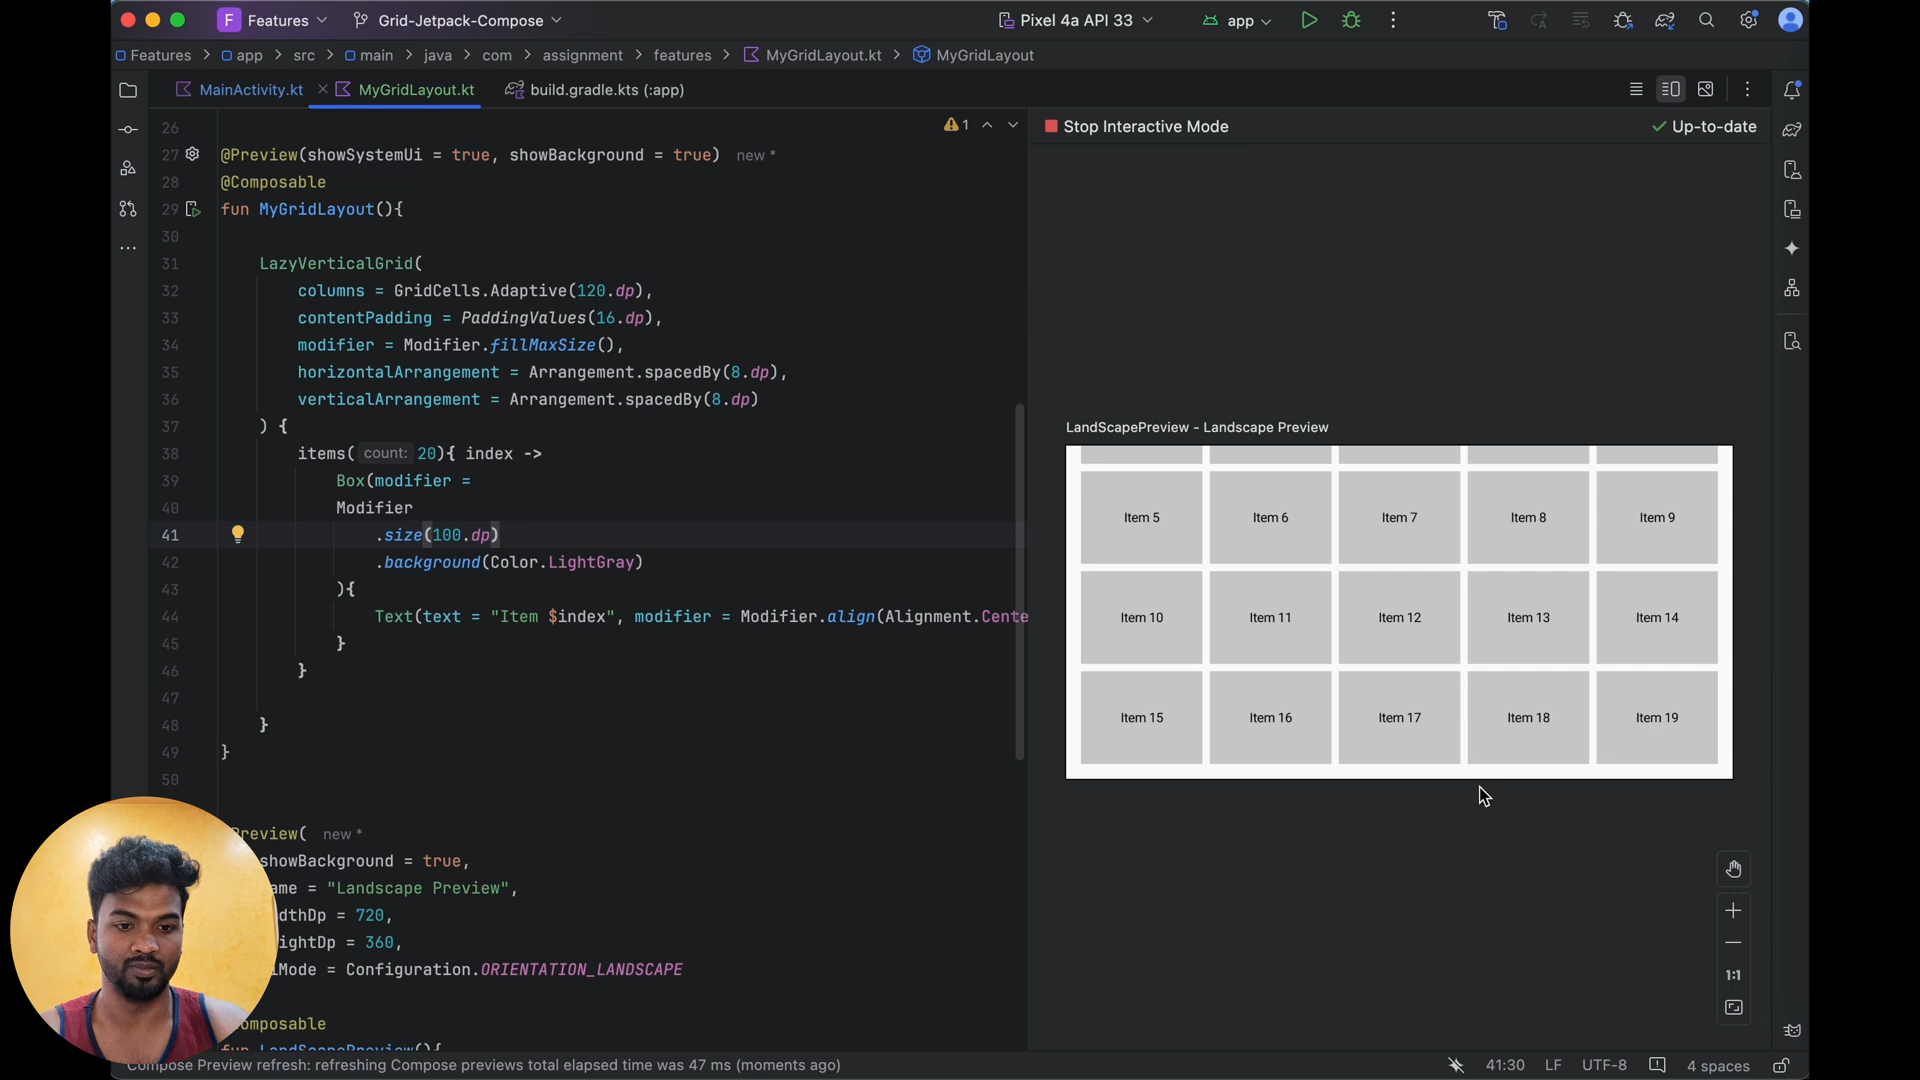 F Features Grid-Jetpack-Compose Pixel 4a API 33 app
Features app src main java com assignment features MyGridLayout.kt MyGridLayout
MainActivity.kt MyGridLayout.kt build.gradle.kts (:app)
1
Stop Interactive Mode Up-to-date
26
27 @Preview(showSystemUi = true, showBackground = true) new *
28 @Composable
29 fun MyGridLayout(){
30
31 LazyVerticalGrid(
32 columns = GridCells.Adaptive(120.dp),
33 contentPadding = PaddingValues(16.dp),
34 modifier = Modifier.fillMaxSize(),
35 horizontalArrangement = Arrangement.spacedBy(8.dp),
36 verticalArrangement = Arrangement.spacedBy(8.dp)
37 ) {
38 items( count: 20){ index ->
39 Box(modifier =
40 Modifier
41 .size(100.dp)
42 .background(Color.LightGray)
43 ){
44 Text(text = "Item $index", modifier = Modifier.align(Alignment.Cente
45 }
46 }
47
48 }
49 }
50
Preview( new *
showBackground = true,
ame = "Landscape Preview",
dthDp = 720,
ightDp = 360,
iMode = Configuration.ORIENTATION_LANDSCAPE
omposable
fun LandScapePreview(){
LandScapePreview - Landscape Preview
Item 5 Item 6 Item 7 Item 8 Item 9
Item 10 Item 11 Item 12 Item 13 Item 14
Item 15 Item 16 Item 17 Item 18 Item 19
1:1
Compose Preview refresh: refreshing Compose previews total elapsed time was 47 ms (moments ago)
41:30 LF UTF-8 4 spaces